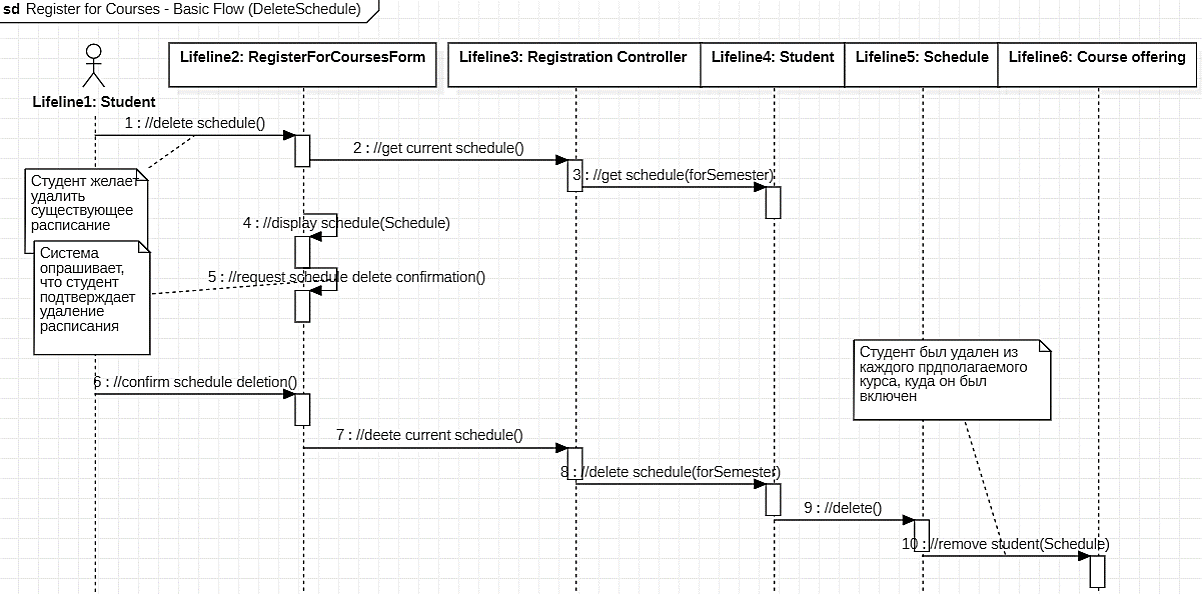 sd Register for Courses - Basic Flow (DeleteSchedule)
Lifeline1: Student
Lifeline2: RegisterForCoursesForm
Lifeline3: Registration Controller
Lifeline4: Student
Lifeline5: Schedule
Lifeline6: Course offering
1 : //delete schedule()
2 : //get current schedule()
3 : //get schedule(forSemester)
Студент желает
удалить
существующее
расписание
4 : //display schedule(Schedule)
Система
опрашивает,
что студент
подтверждает
удаление
расписания
5 : //request schedule delete confirmation()
Студент был удален из
каждого прдполагаемого
курса, куда он был
включен
6 : //confirm schedule deletion()
7 : //deete current schedule()
8 : //delete schedule(forSemester)
9 : //delete()
10 : //remove student(Schedule)